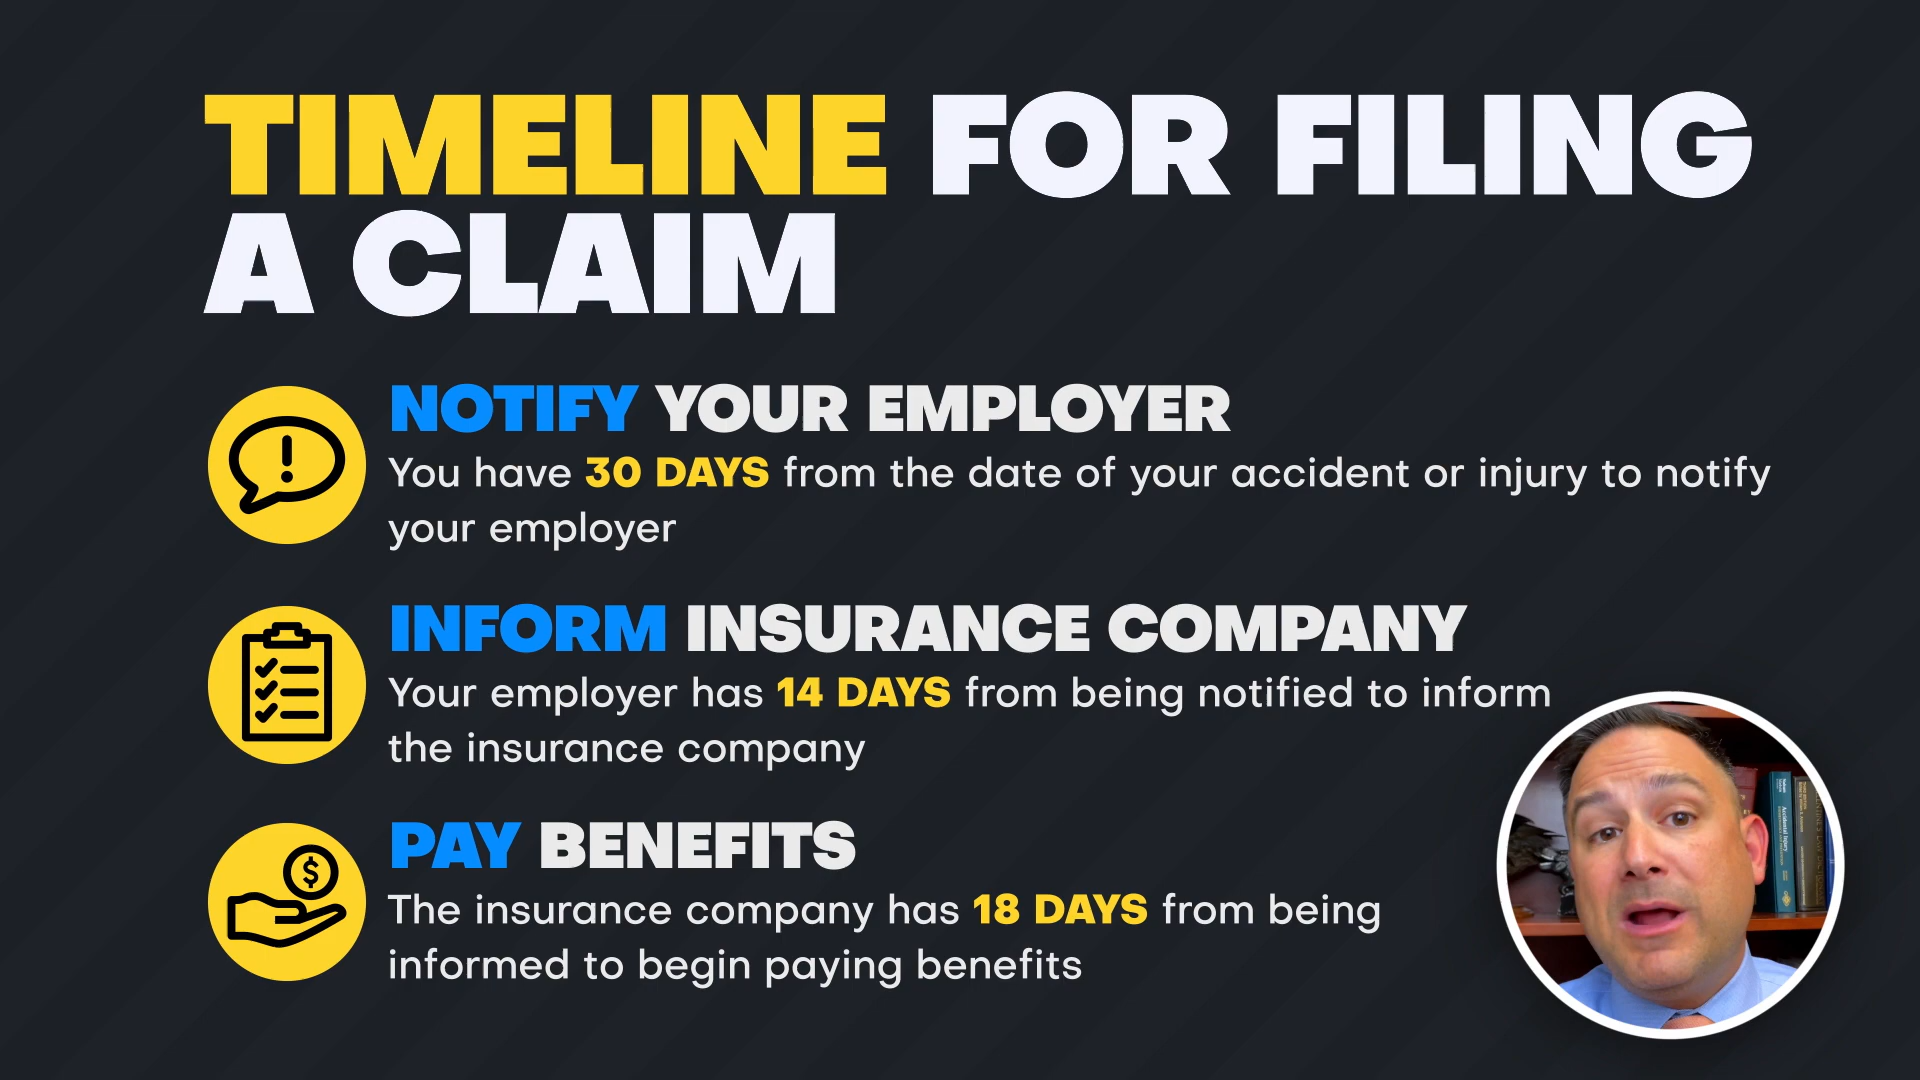 TIMELINE FOR FILING
A CLAIM
NOTIFY YOUR EMPLOYER
You have 30 DAYS from the date of your accident or injury to notify
your employer
INFORM INSURANCE COMPANY
Your employer has 14 DAYS from being notified to inform
the insurance company
PAY BENEFITS
The insurance company has 18 DAYS from being
informed to begin paying benefits
$
Accidental Injury